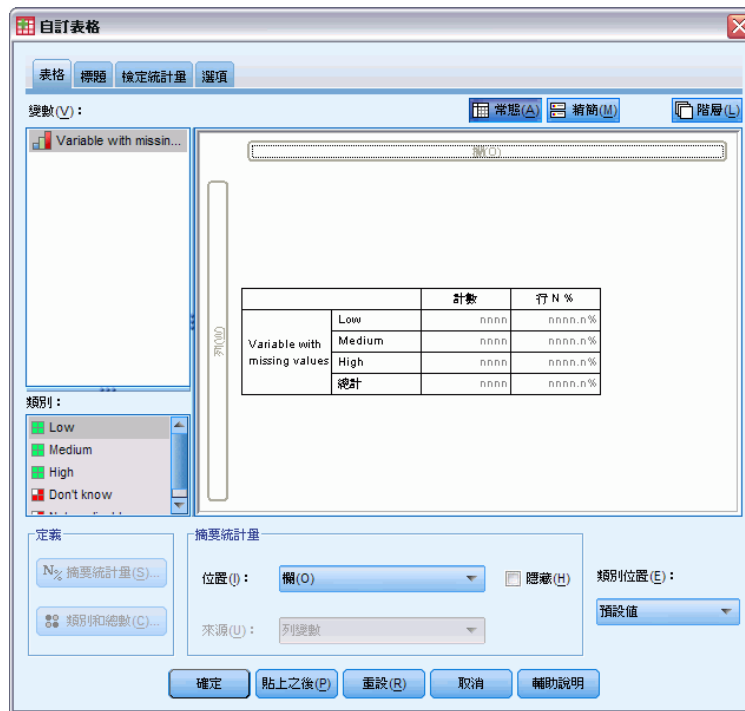 自訂表格
表格 標題 檢定統計量 選項
變數(V)： 常態(A) 精簡(M) 階層(L)
Variable with missin...
欄(O)
計數 行 N %
Variable with missing values
Low nnnn nnnn.n%
Medium nnnn nnnn.n%
High nnnn nnnn.n%
總計 nnnn nnnn.n%
類別：
Low
Medium
High
Don't know
定義
N% 摘要統計量(S)...
類別和總數(C)...
摘要統計量
位置(I)： 欄(O) 隱藏(H)
來源(U)： 列變數
類別位置(E)：
預設值
確定 貼上之後(P) 重設(R) 取消 輔助說明